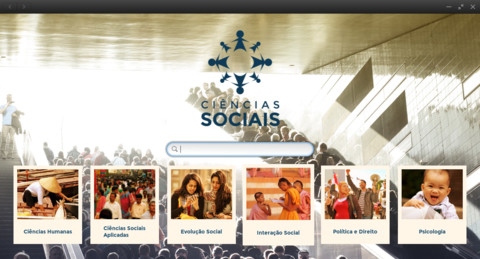 CIÊNCIAS
SOCIAIS
Ciências Humanas
Ciências Sociais
Aplicadas
Evolução Social
Interação Social
Política e Direito
Psicologia